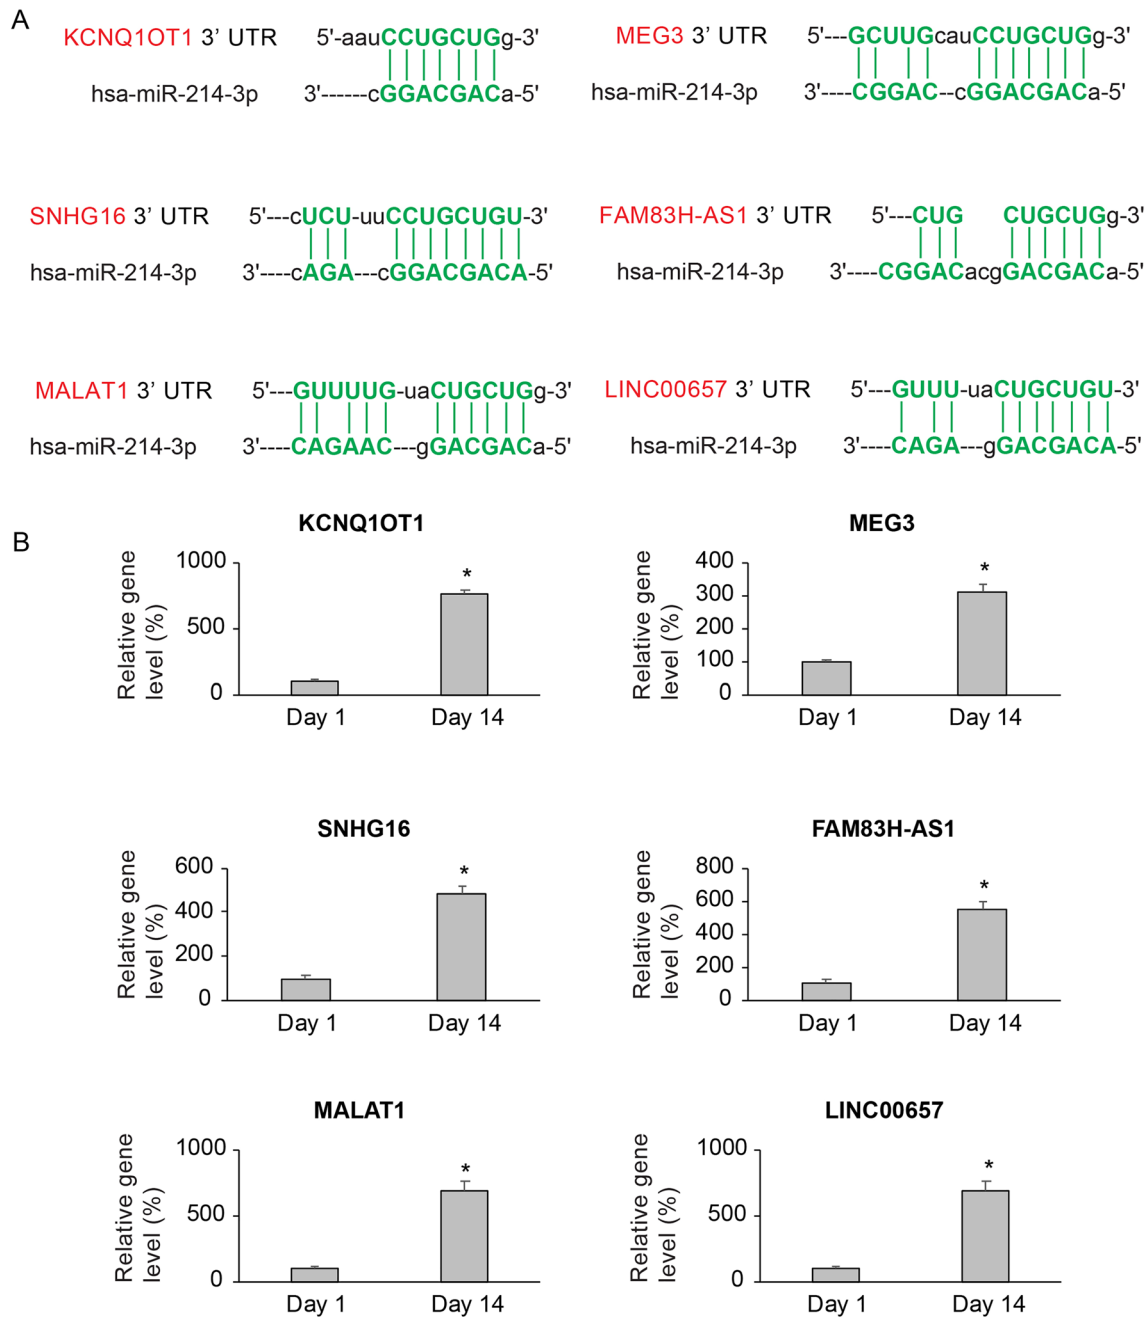 A
KCNQ1OT1 3’ UTR 5'-aauCCUGCUGg-3'
hsa-miR-214-3p 3'------cGGACGACa-5'
MEG3 3’ UTR 5'---GCUUGcauCCUGCUGg-3'
hsa-miR-214-3p 3'----CGGAC--cGGACGACa-5'
SNHG16 3’ UTR 5'---cUCU-uuCCUGCUGU-3'
hsa-miR-214-3p 3'----cAGA---cGGACGACA-5'
FAM83H-AS1 3’ UTR 5'---CUG CUGCUGg-3'
hsa-miR-214-3p 3'----CGGACacgGACGACa-5'
MALAT1 3’ UTR 5'---GUUUUG-uaCUGCUGg-3'
hsa-miR-214-3p 3'----CAGAAC---gGACGACa-5'
LINC00657 3’ UTR 5'---GUUU-uaCUGCUGU-3'
hsa-miR-214-3p 3'----CAGA---gGACGACA-5'
B
KCNQ1OT1
Relative gene
level (%)
1000
500
0
*
Day 1 Day 14
MEG3
Relative gene
level (%)
400
300
200
100
0
*
Day 1 Day 14
SNHG16
Relative gene
level (%)
600
400
200
0
*
Day 1 Day 14
FAM83H-AS1
Relative gene
level (%)
800
600
400
200
0
*
Day 1 Day 14
MALAT1
Relative gene
level (%)
1000
500
0
*
Day 1 Day 14
LINC00657
Relative gene
level (%)
1000
500
0
*
Day 1 Day 14